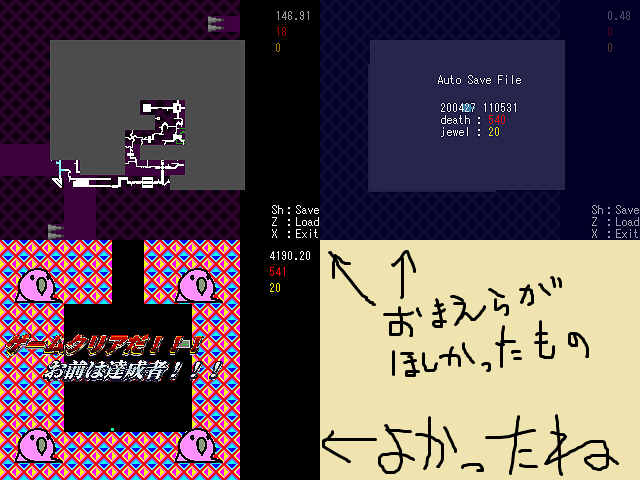 146.91
18
0
Sh：Save
Z ：Load
X ：Exit
0.48
0
0
Auto Save File
200427 110531
death : 540
jewel : 20
Sh：Save
Z ：Load
X ：Exit
4190.20
541
20
ゲームクリアだ！！！
お前は達成者！！！
おまえらが
ほしかったもの
よかったね